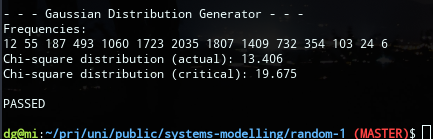 - - - Gaussian Distribution Generator - - -
Frequencies:
12 55 187 493 1060 1723 2035 1807 1409 732 354 103 24 6
Chi-square distribution (actual): 13.406
Chi-square distribution (critical): 19.675
PASSED
dg@mi:~/prj/uni/public/systems-modelling/random-1 (MASTER)$